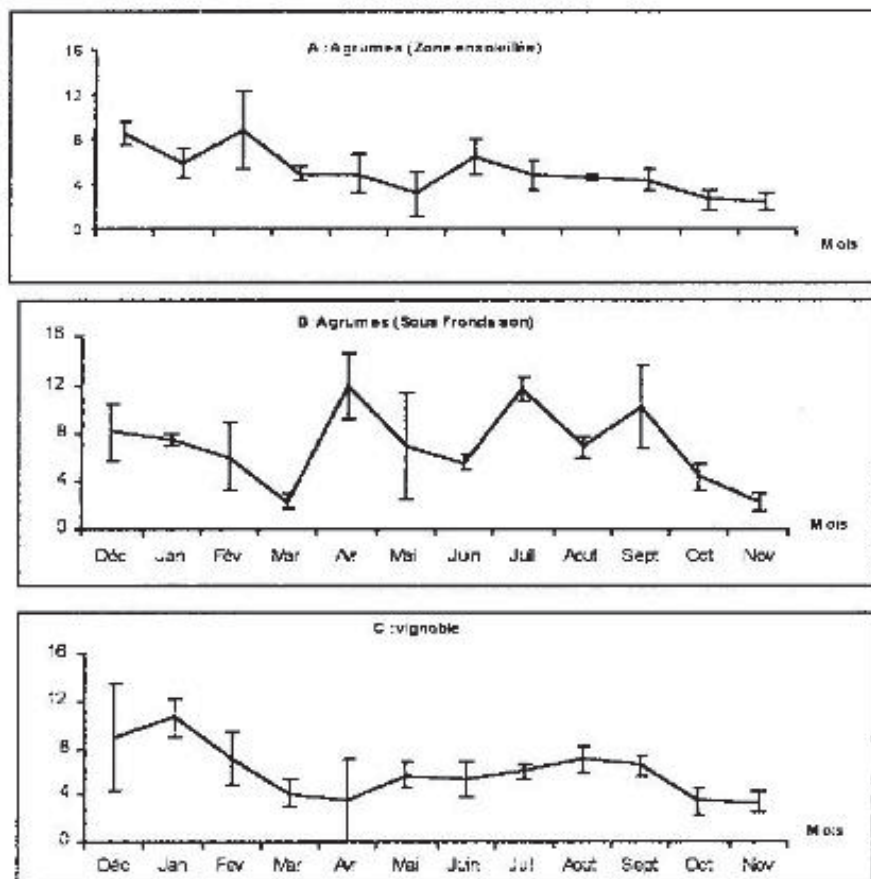 A : Agrumes (Zone ensoleillée)
16
12
8
4
0
Mois
B Agrumes (Sous Frondaison)
16
12
8
4
0
Mois
Déc Jan Fév Mar Avr Mai Juin Juil Aout Sept Oct Nov
C : vignoble
16
12
8
4
0
Mois
Déc Jan Fev Mar Avr Mai Juin Juil Aout Sept Oct Nov